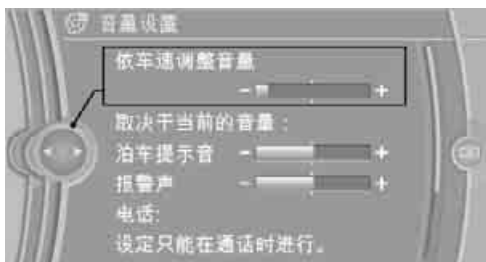 音量设置
依车速调整音量
- +
取决于当前的音量：
泊车提示音 - +
报警声 - +
电话:
设定只能在通话时进行。